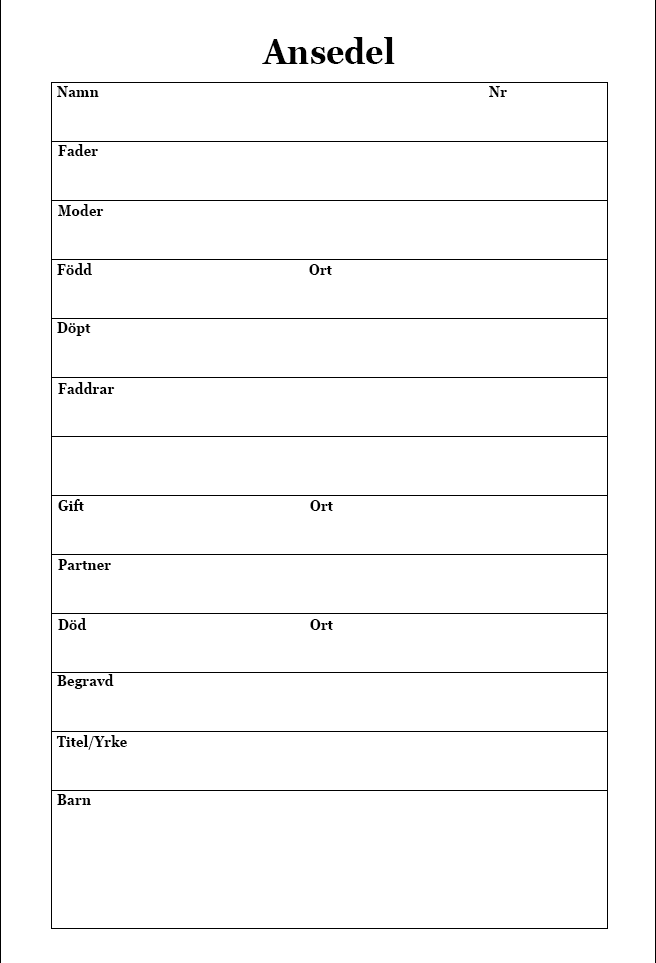 Ansedel
Namn Nr
Fader
Moder
Född Ort
Döpt
Faddrar
Gift Ort
Partner
Död Ort
Begravd
Titel/Yrke
Barn